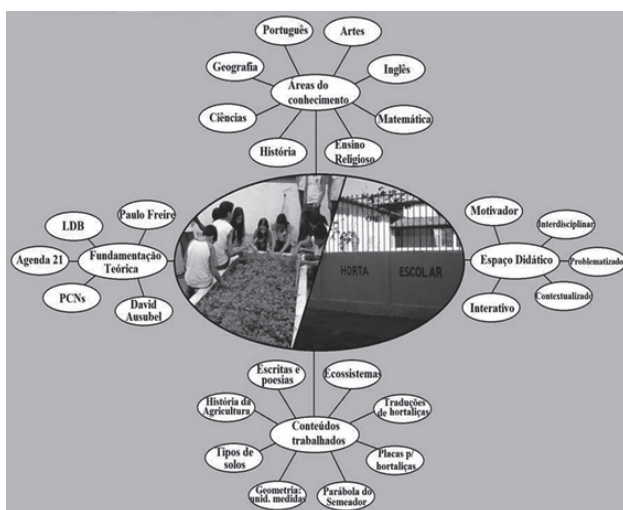 Português
Artes
Geografia
Áreas do
conhecimento
Inglês
Ciências
Matemática
História
Ensino
Religioso
LDB
Paulo Freire
Agenda 21
Fundamentação
Teórica
PCNs
David
Ausubel
HORTA ESCOLAR
Motivador
Interdisciplinar
Espaço Didático
Problematizado
Contextualizado
Interativo
Escritas e
poesias
Ecossistemas
História da
Agricultura
Traduções
de hortaliças
Conteúdos
trabalhados
Tipos de
solos
Placas p/
hortaliças
Geometria:
unid. medidas
Parábola do
Semeador